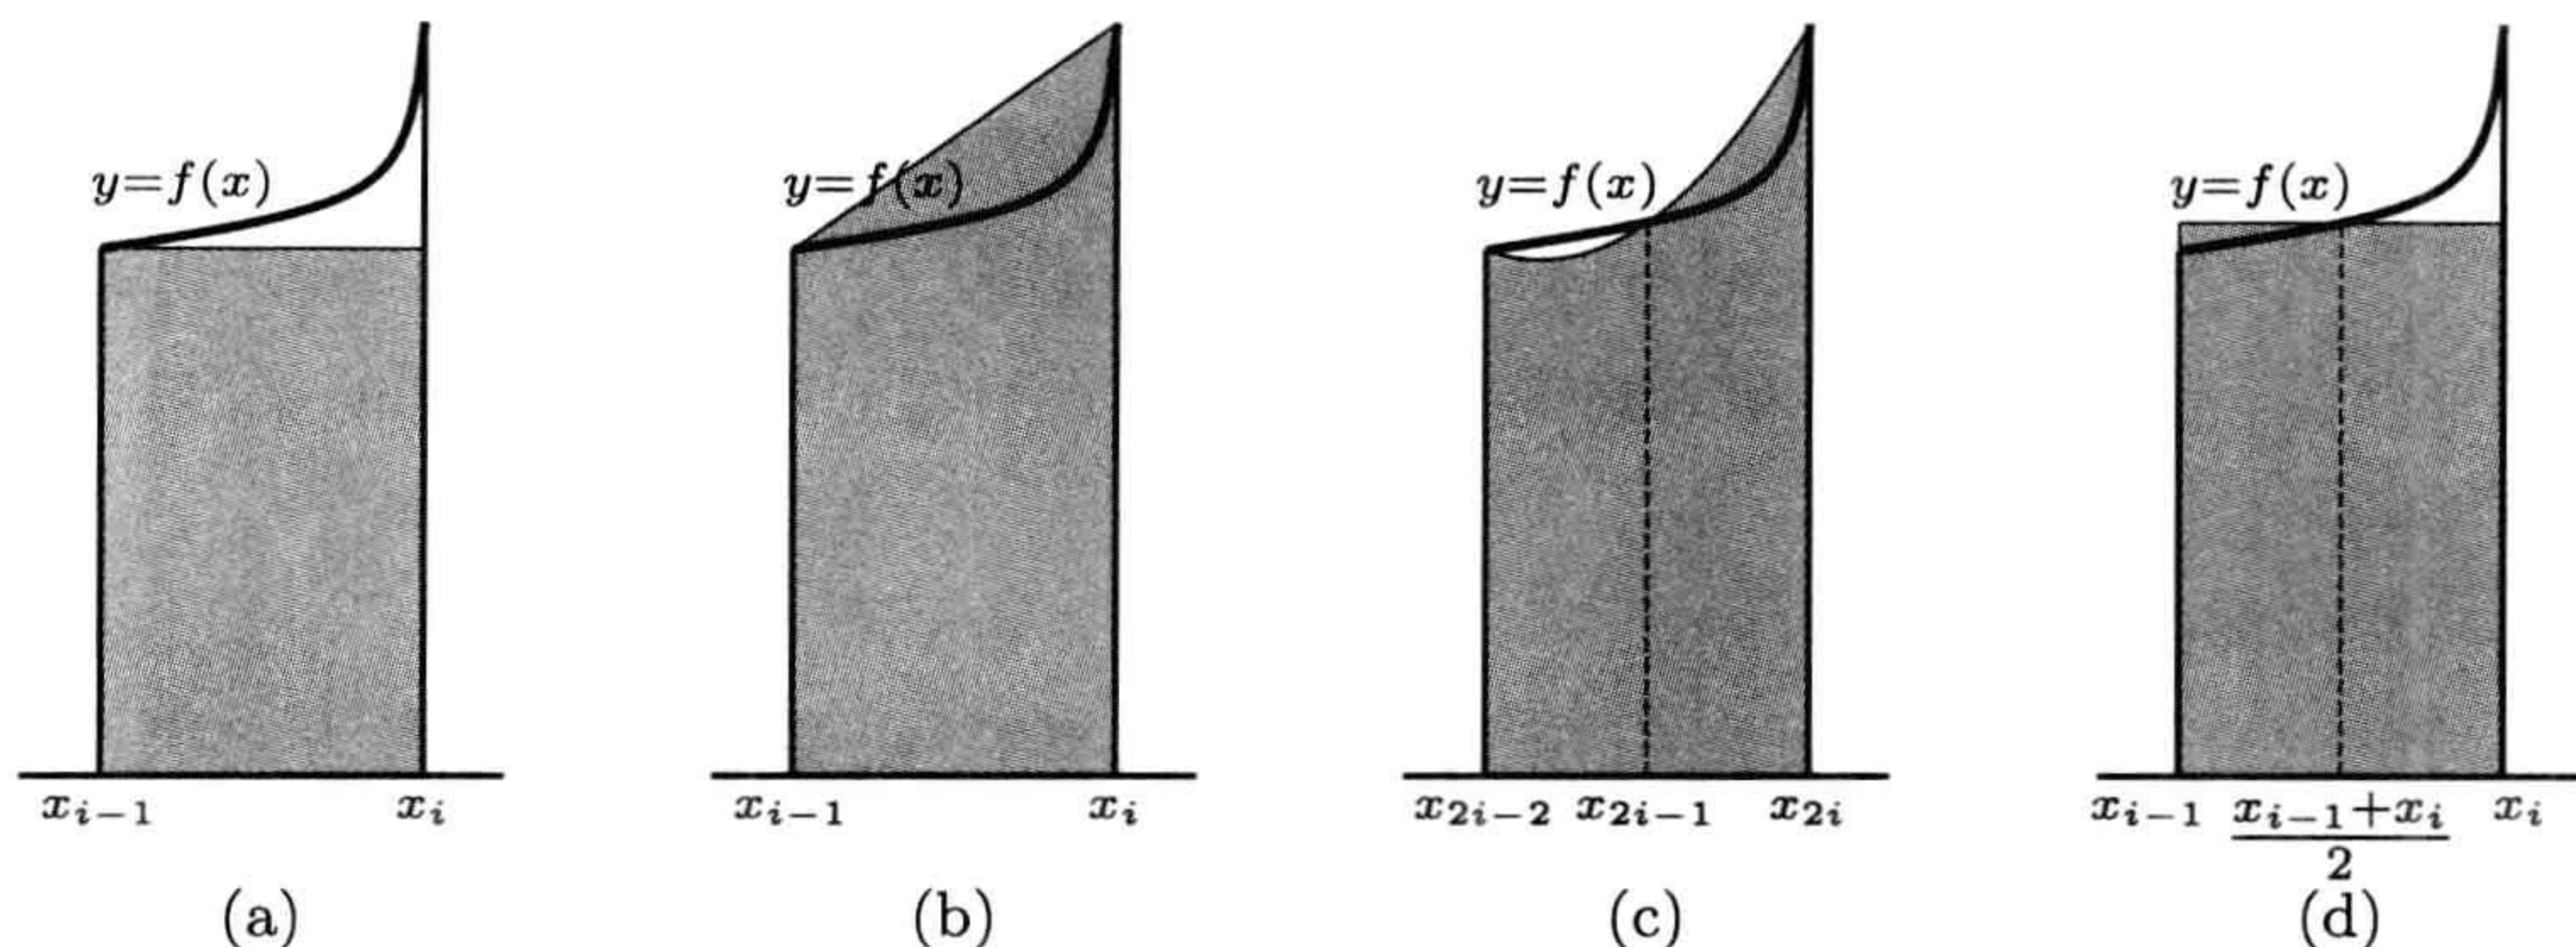 y=f(x) y=f(x) y=f(x) y=f(x)
x_{i-1} x_i x_{i-1} x_i x_{2i-2} x_{2i-1} x_{2i} x_{i-1} \frac{x_{i-1}+x_i}{2} x_i
(a) (b) (c) (d)